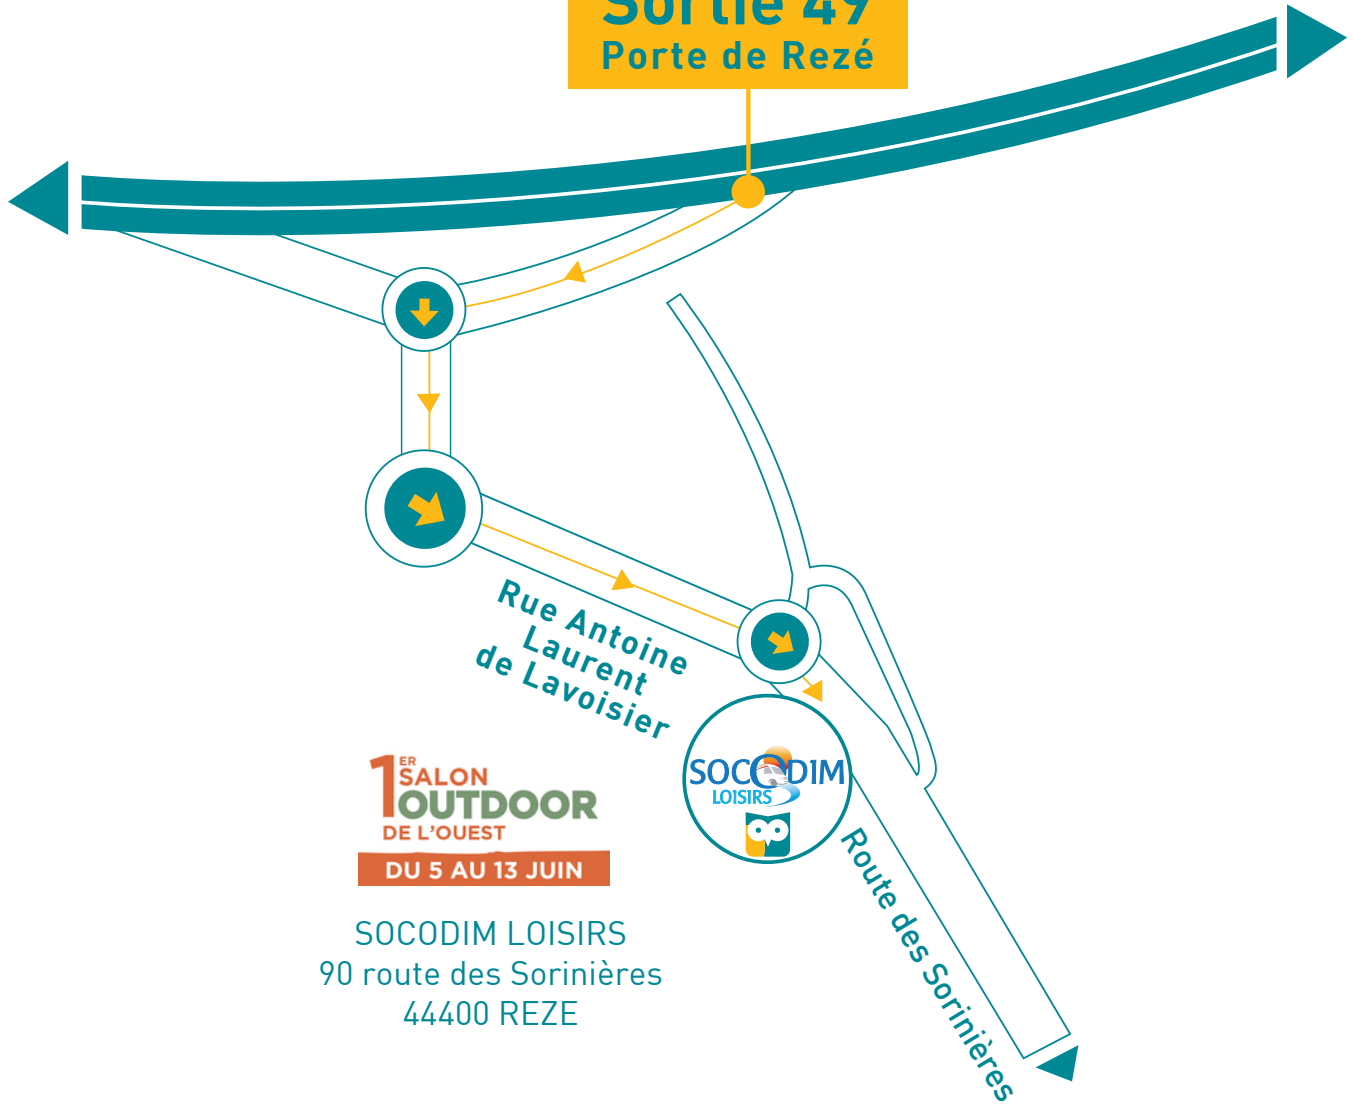 Sortie 49
Porte de Rezé
Rue Antoine
Laurent
de Lavoisier
SOCODIM
LOISIRS
1ER
SALON
OUTDOOR
DE L'OUEST
DU 5 AU 13 JUIN
Route des Sorinières
SOCODIM LOISIRS
90 route des Sorinières
44400 REZE